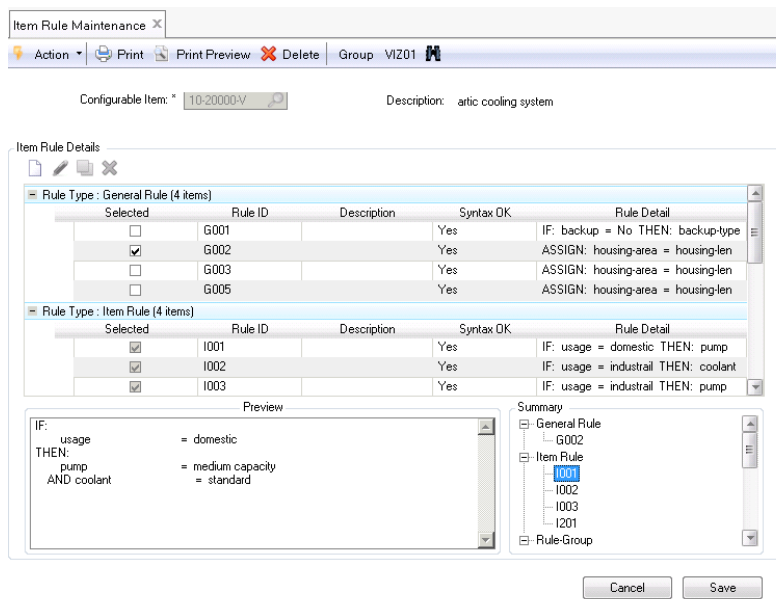 Item Rule Maintenance
Action Print Print Preview Delete Group VIZ01
Configurable Item: * 10-20000-V Description: artic cooling system
Item Rule Details
Rule Type : General Rule (4 items)
Selected Rule ID Description Syntax OK Rule Detail
G001 Yes IF: backup = No THEN: backup-type
G002 Yes ASSIGN: housing-area = housing-len
G003 Yes ASSIGN: housing-area = housing-len
G005 Yes ASSIGN: housing-area = housing-len
Rule Type : Item Rule (4 items)
Selected Rule ID Description Syntax OK Rule Detail
I001 Yes IF: usage = domestic THEN: pump
I002 Yes IF: usage = industrail THEN: coolant
I003 Yes IF: usage = industrail THEN: pump
Preview
IF:
usage = domestic
THEN:
pump = medium capacity
AND coolant = standard
Summary
General Rule
G002
Item Rule
I001
I002
I003
I201
Rule-Group
Cancel Save